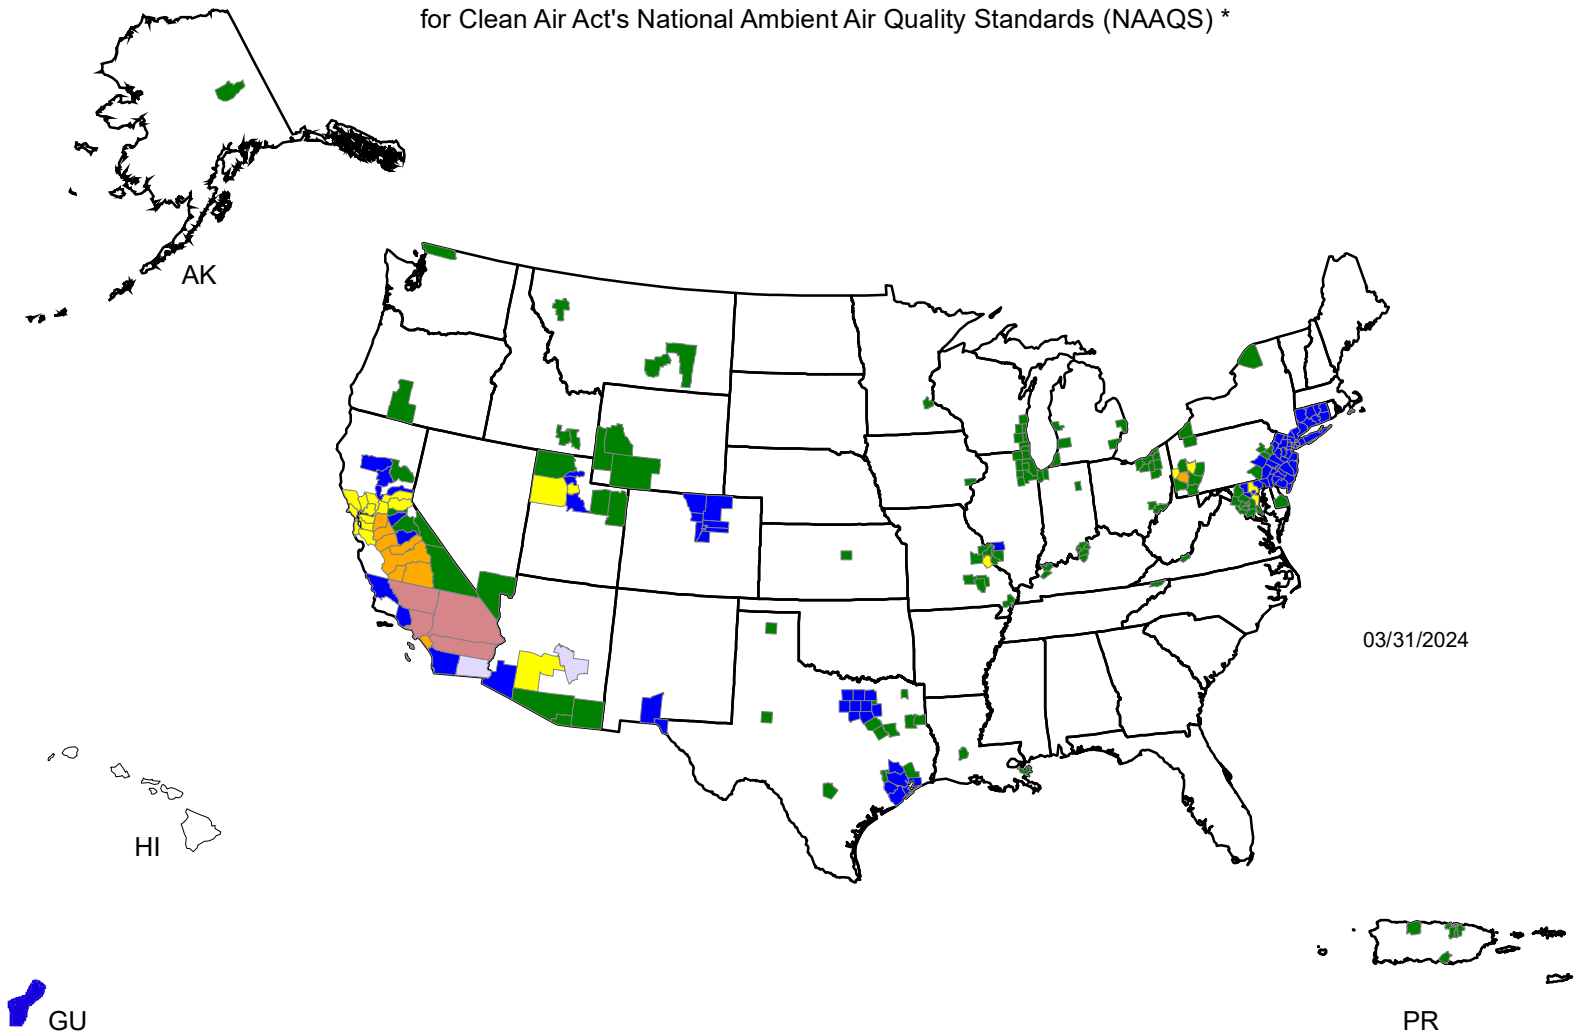 for Clean Air Act's National Ambient Air Quality Standards (NAAQS) *
AK
03/31/2024
HI
GU
PR